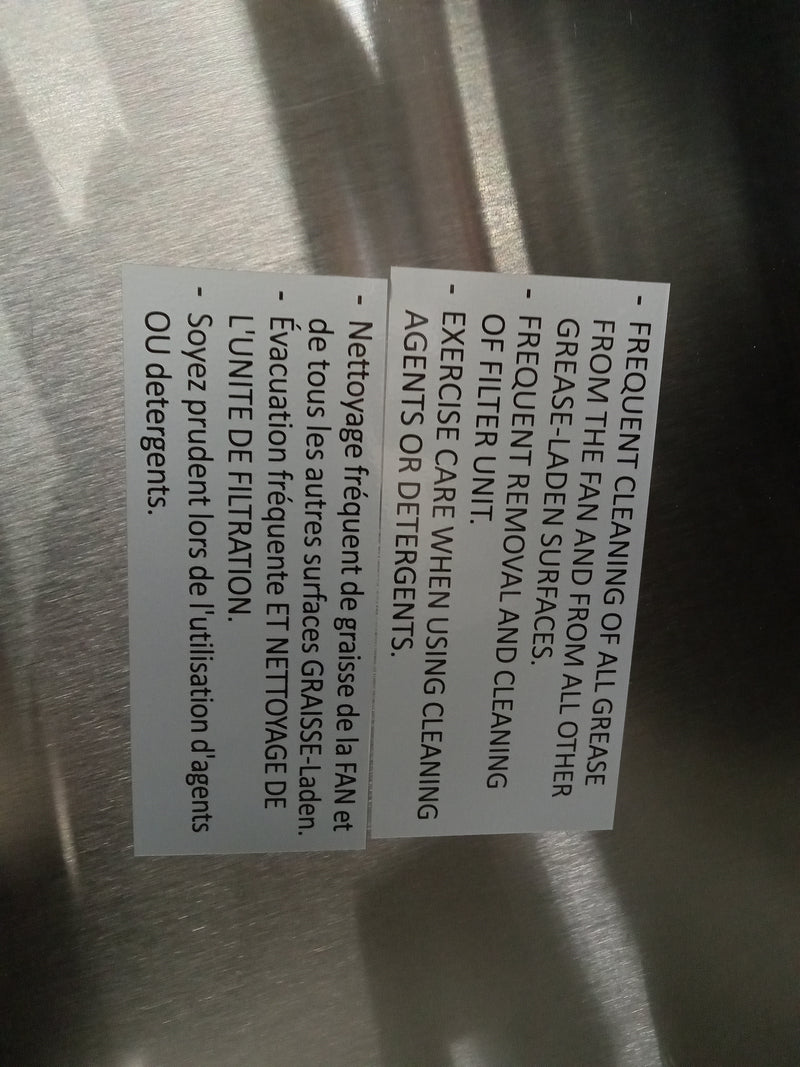 - FREQUENT CLEANING OF ALL GREASE
FROM THE FAN AND FROM ALL OTHER
GREASE-LADEN SURFACES.
- FREQUENT REMOVAL AND CLEANING
OF FILTER UNIT.
- EXERCISE CARE WHEN USING CLEANING
AGENTS OR DETERGENTS.
- Nettoyage fréquent de graisse de la FAN et
de tous les autres surfaces GRAISSE-Laden.
- Évacuation fréquente ET NETTOYAGE DE
L'UNITE DE FILTRATION.
- Soyez prudent lors de l'utilisation d'agents
OU detergents.